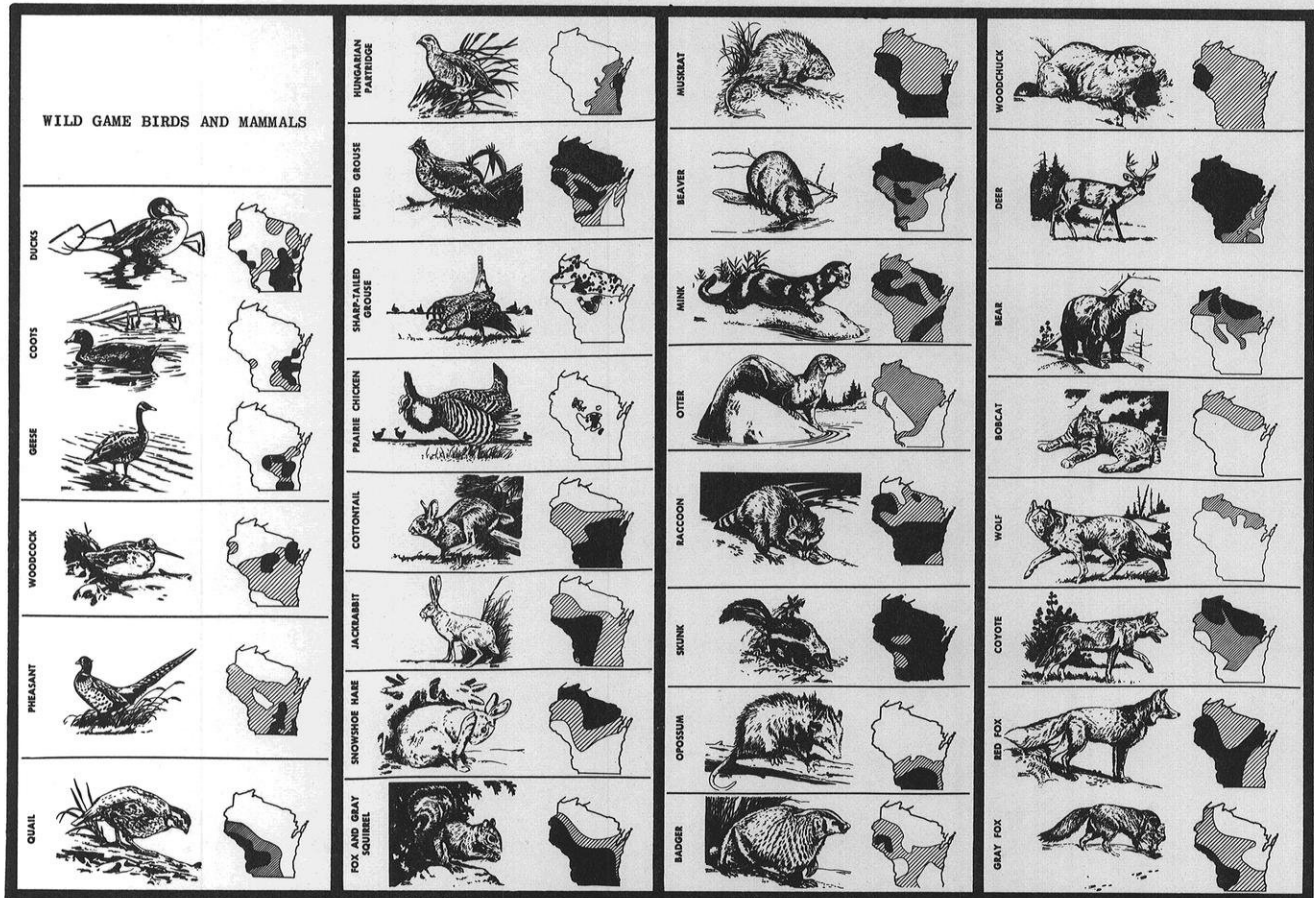 WILD GAME BIRDS AND MAMMALS
DUCKS
COOTS
GEESE
WOODCOCK
PHEASANT
QUAIL
HUNGARIAN
PARTRIDGE
RUFFED GROUSE
SHARP-TAILED
GROUSE
PRAIRIE CHICKEN
COTTONTAIL
JACKRABBIT
SNOWSHOE HARE
FOX AND GRAY
SQUIRREL
MUSKRAT
BEAVER
MINK
OTTER
RACCOON
SKUNK
OPOSSUM
BADGER
WOODCHUCK
DEER
BEAR
BOBCAT
WOLF
COYOTE
RED FOX
GRAY FOX